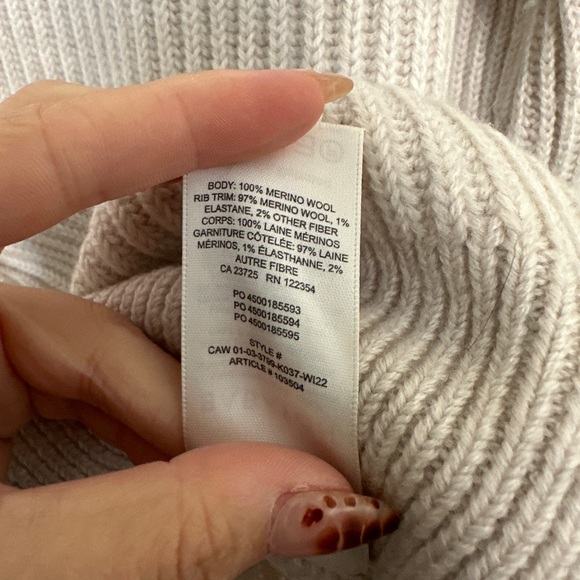 BODY: 100% MERINO WOOL
RIB TRIM: 97% MERINO WOOL, 1%
ELASTANE, 2% OTHER FIBER
CORPS: 100% LAINE MÉRINOS
GARNITURE CÔTELÉE: 97% LAINE
MÉRINOS, 1% ÉLASTHANNE, 2%
AUTRE FIBRE
CA 23725 RN 122354
PO 4500185593
PO 4500185594
PO 4500185595
STYLE #
CAW 01-03-3799-K037-WI22
ARTICLE # 103504